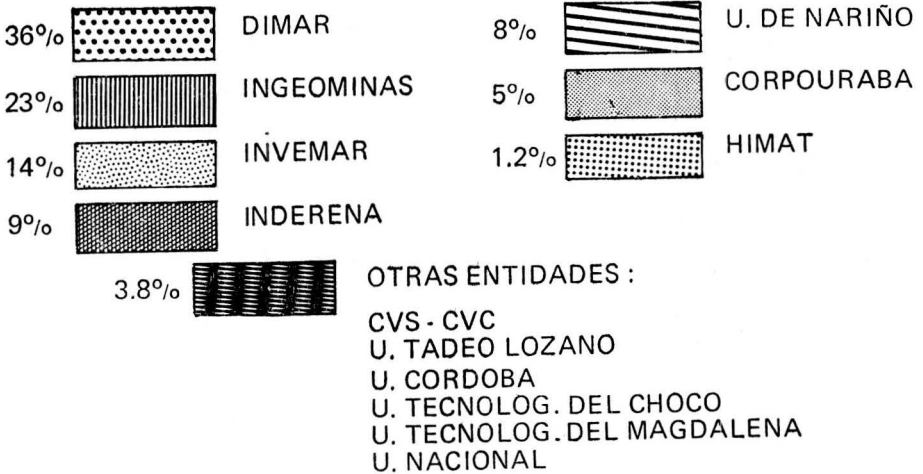 36% DIMAR
23% INGEOMINAS
14% INVEMAR
9% INDERENA
8% U. DE NARIÑO
5% CORPOURABA
1.2% HIMAT
3.8% OTRAS ENTIDADES :
CVS - CVC
U. TADEO LOZANO
U. CORDOBA
U. TECNOLOG. DEL CHOCO
U. TECNOLOG. DEL MAGDALENA
U. NACIONAL